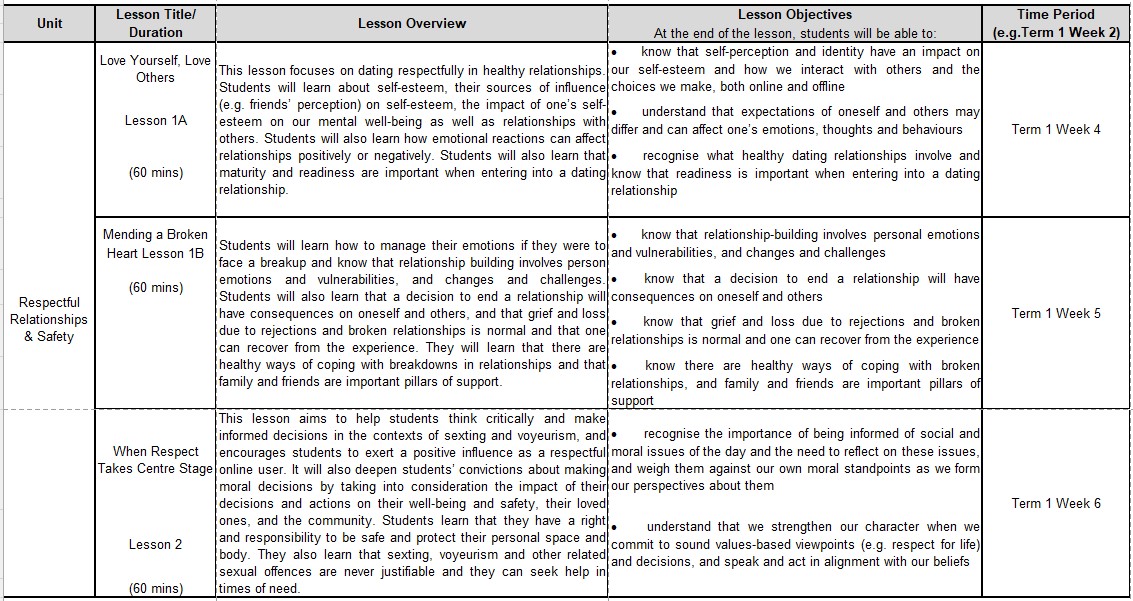 Unit
Lesson Title/
Duration
Lesson Overview
Lesson Objectives
At the end of the lesson, students will be able to:
Time Period
(e.g.Term 1 Week 2)
Respectful
Relationships
& Safety
Love Yourself, Love
Others
Lesson 1A
(60 mins)
This lesson focuses on dating respectfully in healthy relationships.
Students will learn about self-esteem, their sources of influence
(e.g. friends' perception) on self-esteem, the impact of one's self-
esteem on our mental well-being as well as relationships with
others. Students will also learn how emotional reactions can affect
relationships positively or negatively. Students will also learn that
maturity and readiness are important when entering into a dating
relationship.
• know that self-perception and identity have an impact on
our self-esteem and how we interact with others and the
choices we make, both online and offline
• understand that expectations of oneself and others may
differ and can affect one's emotions, thoughts and behaviours
• recognise what healthy dating relationships involve and
know that readiness is important when entering into a dating
relationship
Term 1 Week 4
Mending a Broken
Heart Lesson 1B
(60 mins)
Students will learn how to manage their emotions if they were to
face a breakup and know that relationship building involves person
emotions and vulnerabilities, and changes and challenges.
Students will also learn that a decision to end a relationship will
have consequences on oneself and others, and that grief and loss
due to rejections and broken relationships is normal and that one
can recover from the experience. They will learn that there are
healthy ways of coping with breakdowns in relationships and that
family and friends are important pillars of support.
• know that relationship-building involves personal emotions
and vulnerabilities, and changes and challenges
• know that a decision to end a relationship will have
consequences on oneself and others
• know that grief and loss due to rejections and broken
relationships is normal and one can recover from the experience
• know there are healthy ways of coping with broken
relationships, and family and friends are important pillars of
support
Term 1 Week 5
When Respect
Takes Centre Stage
Lesson 2
(60 mins)
This lesson aims to help students think critically and make
informed decisions in the contexts of sexting and voyeurism, and
encourages students to exert a positive influence as a respectful
online user. It will also deepen students' convictions about making
moral decisions by taking into consideration the impact of their
decisions and actions on their well-being and safety, their loved
ones, and the community. Students learn that they have a right
and responsibility to be safe and protect their personal space and
body. They also learn that sexting, voyeurism and other related
sexual offences are never justifiable and they can seek help in
times of need.
• recognise the importance of being informed of social and
moral issues of the day and the need to reflect on these issues,
and weigh them against our own moral standpoints as we form
our perspectives about them
• understand that we strengthen our character when we
commit to sound values-based viewpoints (e.g. respect for life)
and decisions, and speak and act in alignment with our beliefs
Term 1 Week 6